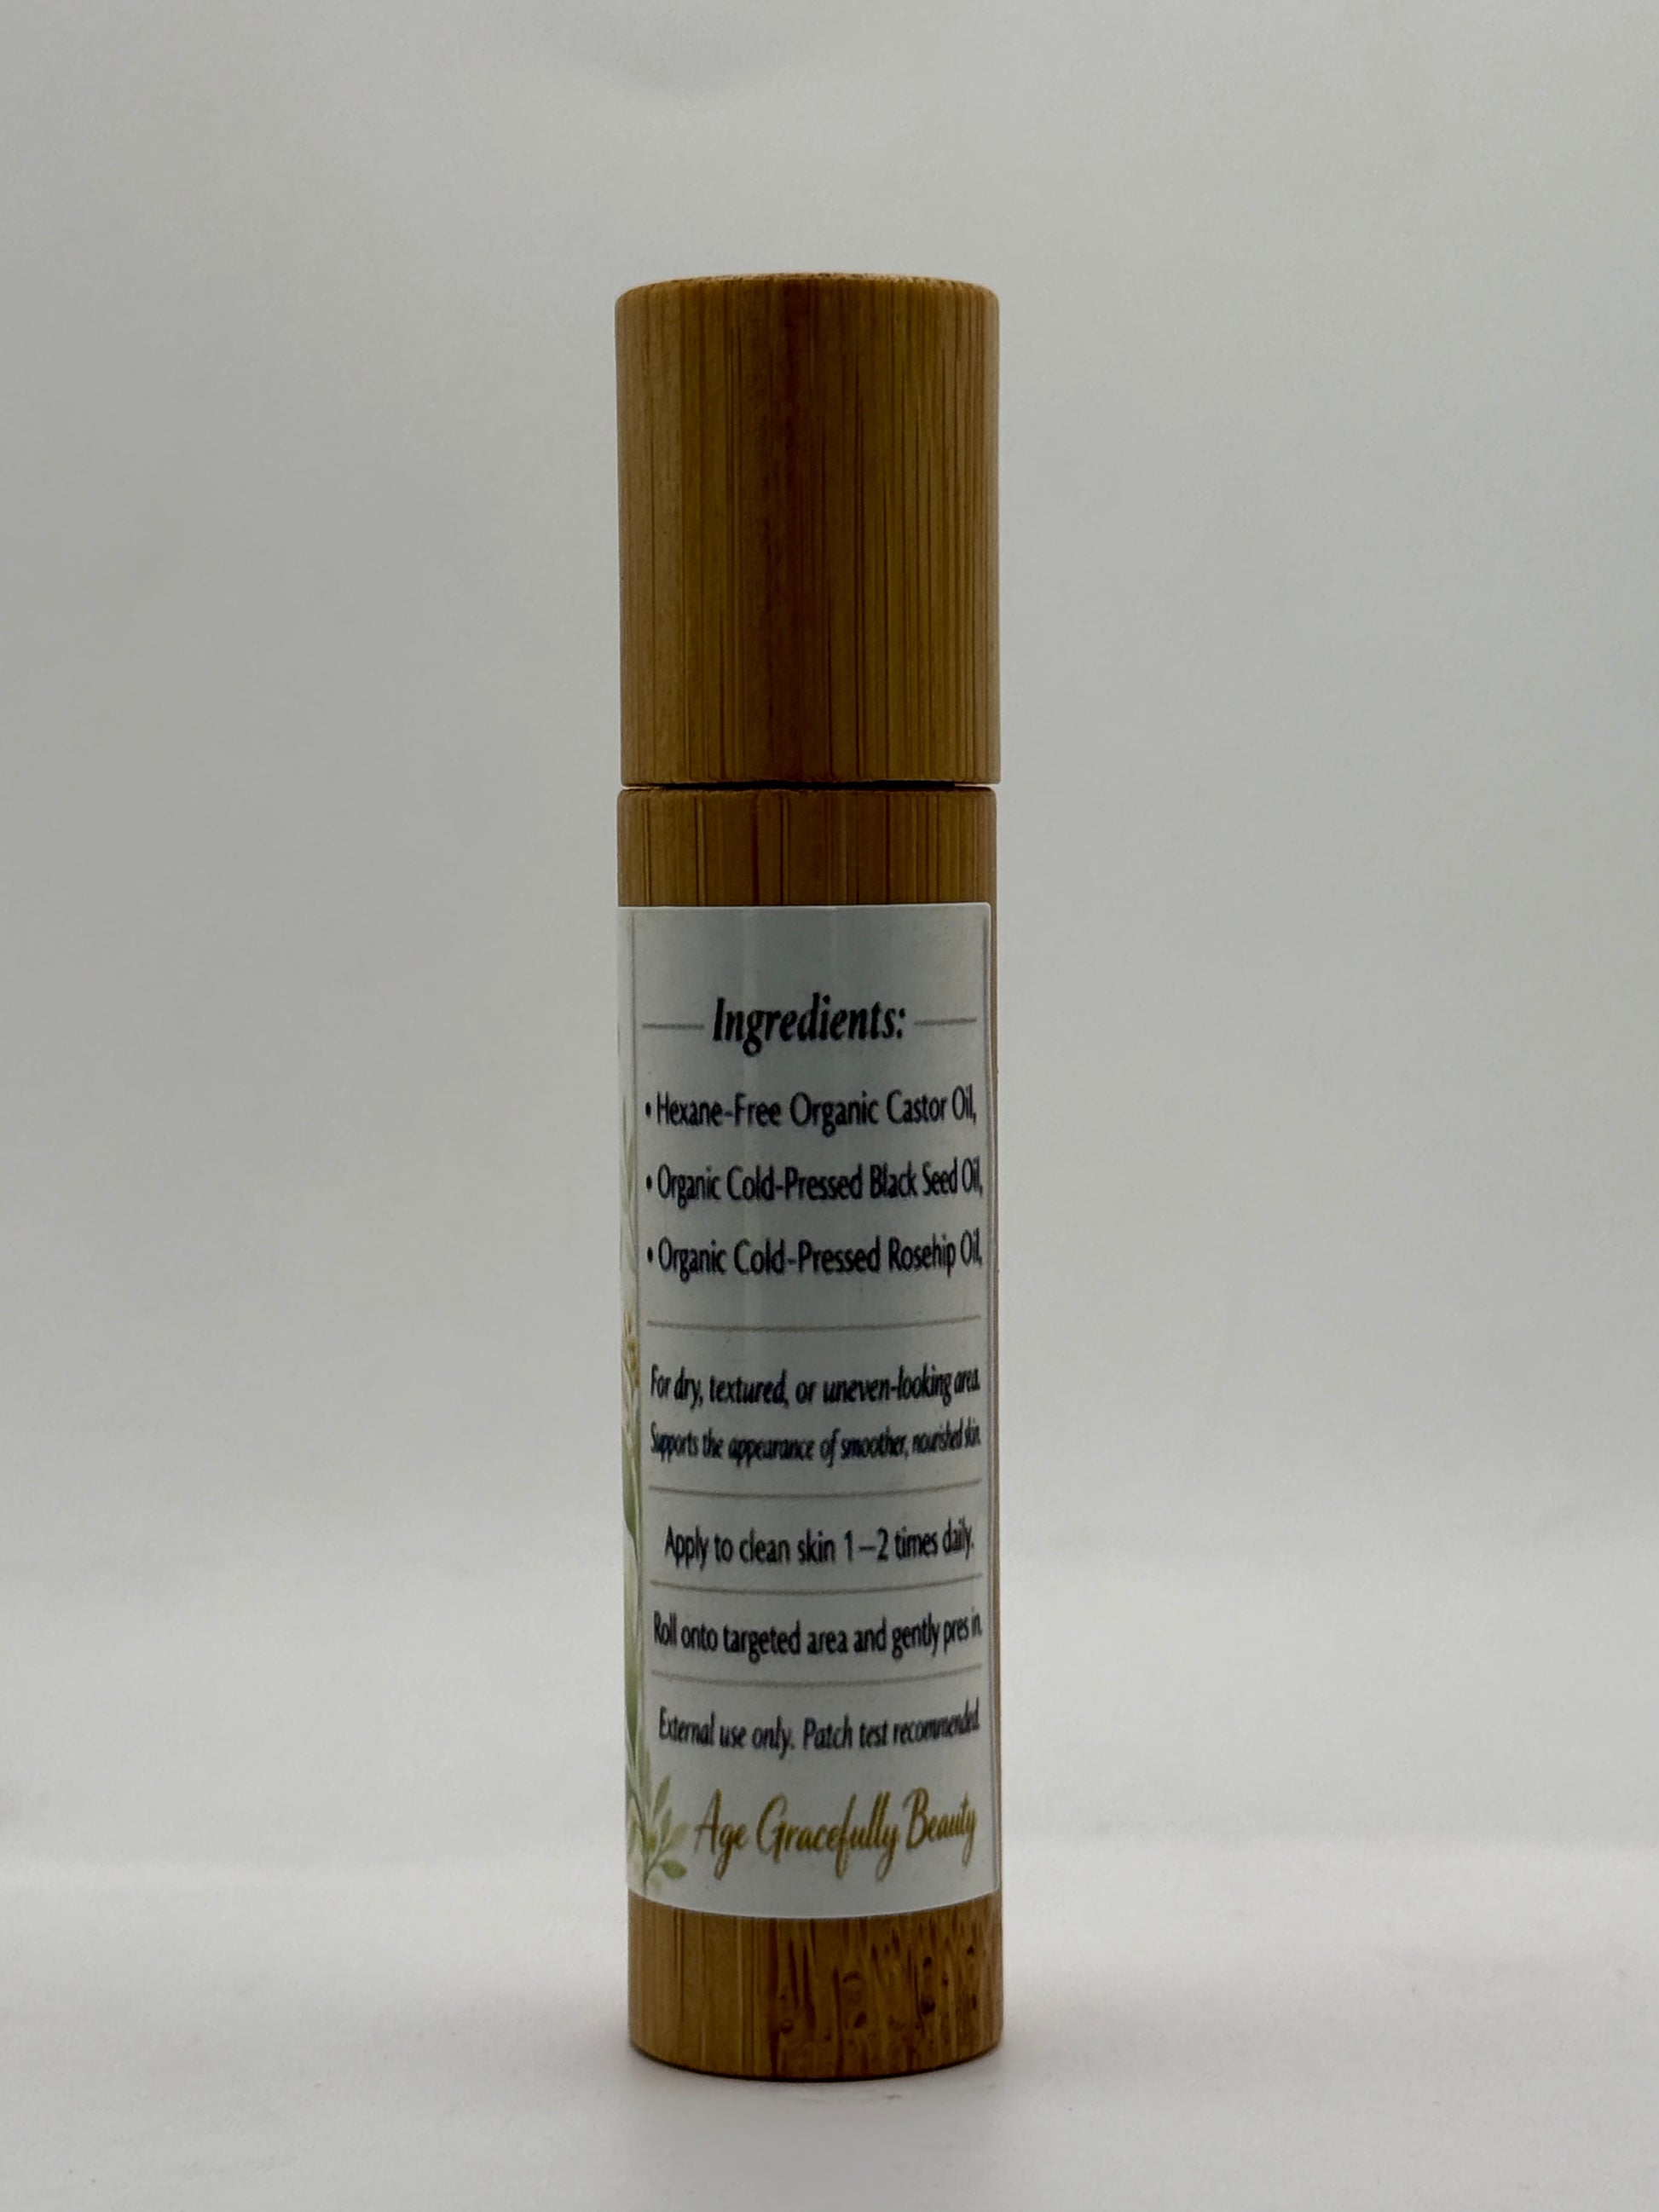 Ingredients:
• Hexane-Free Organic Castor Oil,
• Organic Cold-Pressed Black Seed Oil,
• Organic Cold-Pressed Rosehip Oil,
For dry, textured, or uneven-looking area.
Supports the appearance of smoother, nourished skin.
Apply to clean skin 1–2 times daily.
Roll onto targeted area and gently pres in.
External use only. Patch test recommended.
Age Gracefully Beauty